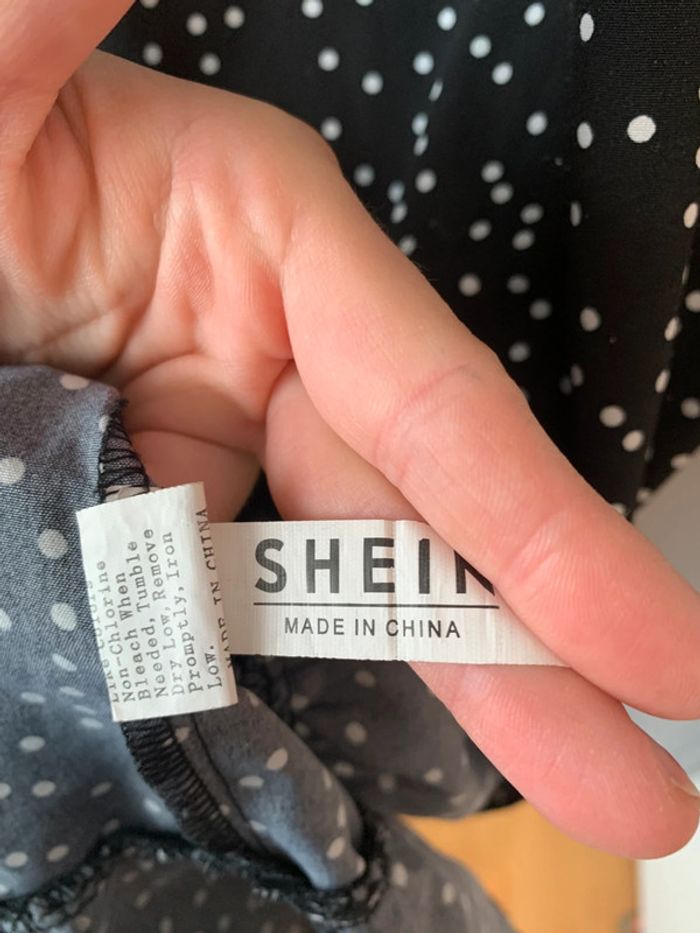 Non-Chlorine
Bleach When
Needed, Tumble
Dry Low, Remove
Promptly, Iron
Low.
MADE IN CHINA
SHEIN
MADE IN CHINA